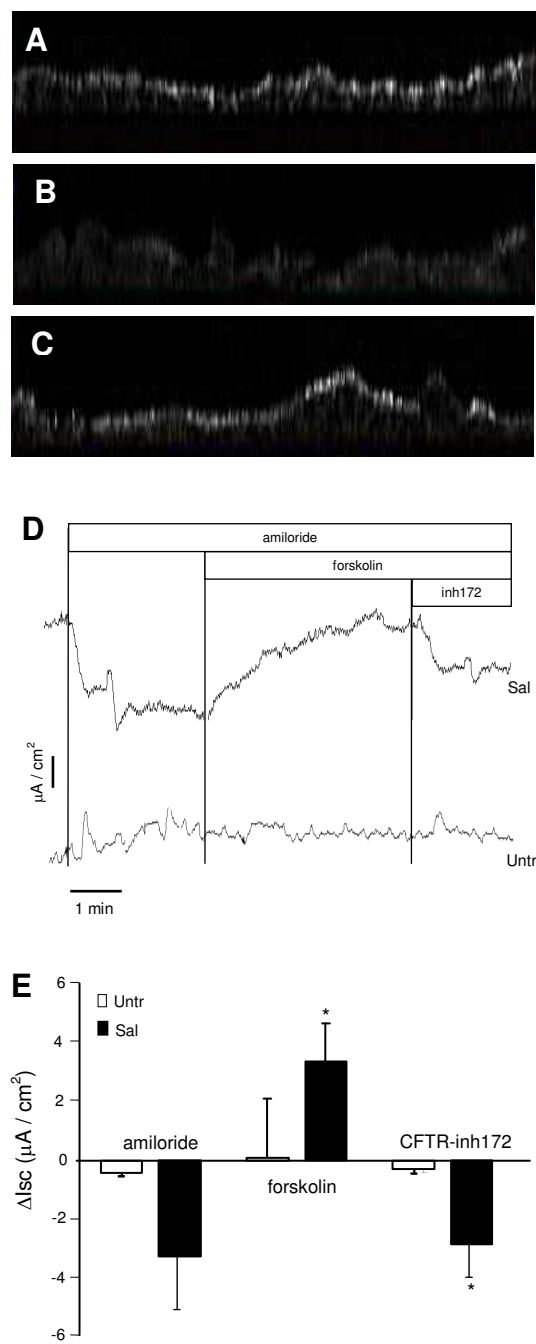 A
B
C
D
amiloride
forskolin
inh172
Sal
μA / cm²
Untr
1 min
E
6
Untr
Sal
*
4
2
amiloride
CFTR-inh172
0
forskolin
ΔIsc (μA / cm²)
-2
-4
*
-6